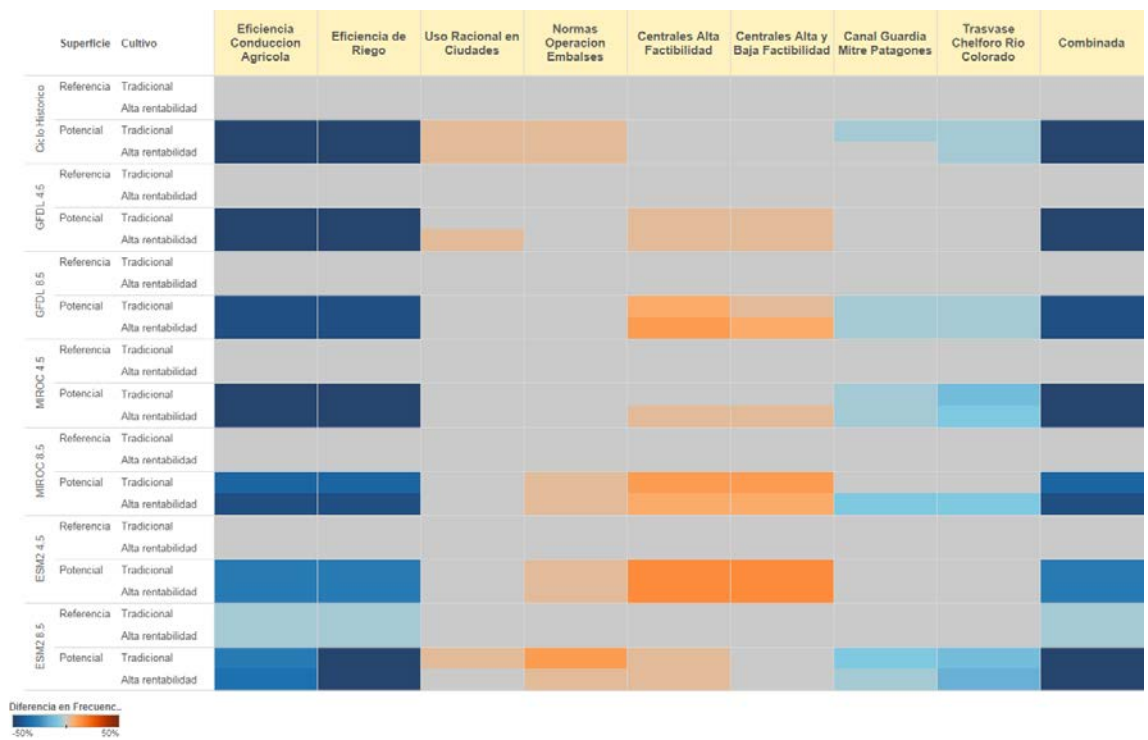 Superficie Cultivo Eficiencia Conduccion Agricola Eficiencia de Riego Uso Racional en Ciudades Normas Operacion Embalses Centrales Alta Factibilidad Centrales Alta y Baja Factibilidad Canal Guardia Mitre Patagones Trasvase Chelforo Rio Colorado Combinada
Ciclo Historico
Referencia Tradicional
Alta rentabilidad
Potencial Tradicional
Alta rentabilidad
GFDL 4.5
Referencia Tradicional
Alta rentabilidad
Potencial Tradicional
Alta rentabilidad
GFDL 8.5
Referencia Tradicional
Alta rentabilidad
Potencial Tradicional
Alta rentabilidad
MIROC 4.5
Referencia Tradicional
Alta rentabilidad
Potencial Tradicional
Alta rentabilidad
MIROC 8.5
Referencia Tradicional
Alta rentabilidad
Potencial Tradicional
Alta rentabilidad
ESM2 4.5
Referencia Tradicional
Alta rentabilidad
Potencial Tradicional
Alta rentabilidad
ESM2 8.5
Referencia Tradicional
Alta rentabilidad
Potencial Tradicional
Alta rentabilidad
Diferencia en Frecuenc..
-50% 50%